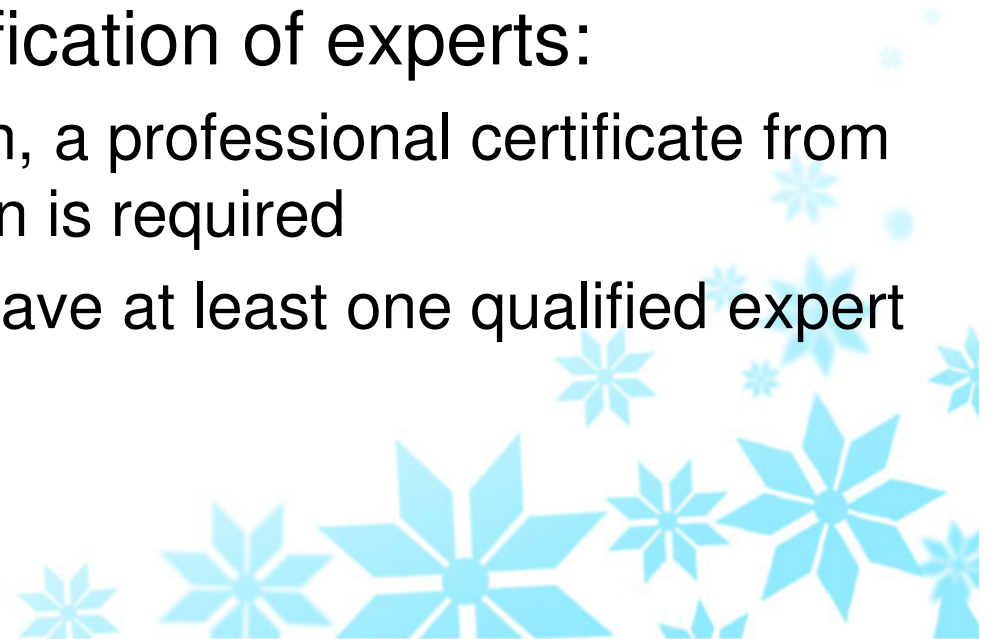 fication of experts:
, a professional certificate from
n is required
ave at least one qualified expert